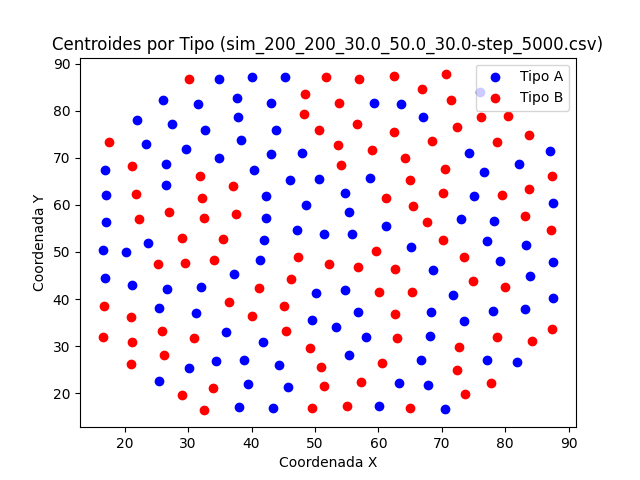 Centroides por Tipo (sim_200_200_30.0_50.0_30.0-step_5000.csv)
Tipo A
Tipo B
90
80
70
60
50
40
30
20
Coordenada Y
20 30 40 50 60 70 80 90
Coordenada X